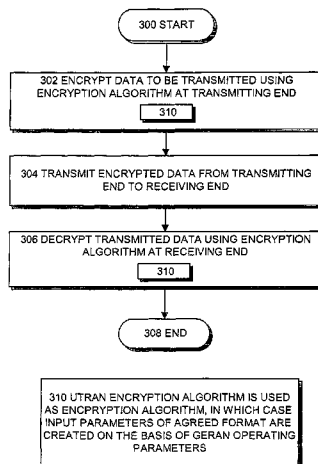 300 START
302 ENCRYPT DATA TO BE TRANSMITTED USING
ENCRYPTION ALGORITHM AT TRANSMITTING END
310
304 TRANSMIT ENCRYPTED DATA FROM TRANSMITTING
END TO RECEIVING END
306 DECRYPT TRANSMITTED DATA USING ENCRYPTION
ALGORITHM AT RECEIVING END
310
308 END
310 UTRAN ENCRYPTION ALGORITHM IS USED
AS ENCPRYPTION ALGORITHM, IN WHICH CASE
INPUT PARAMETERS OF AGREED FORMAT ARE
CREATED ON THE BASIS OF GERAN OPERATING
PARAMETERS